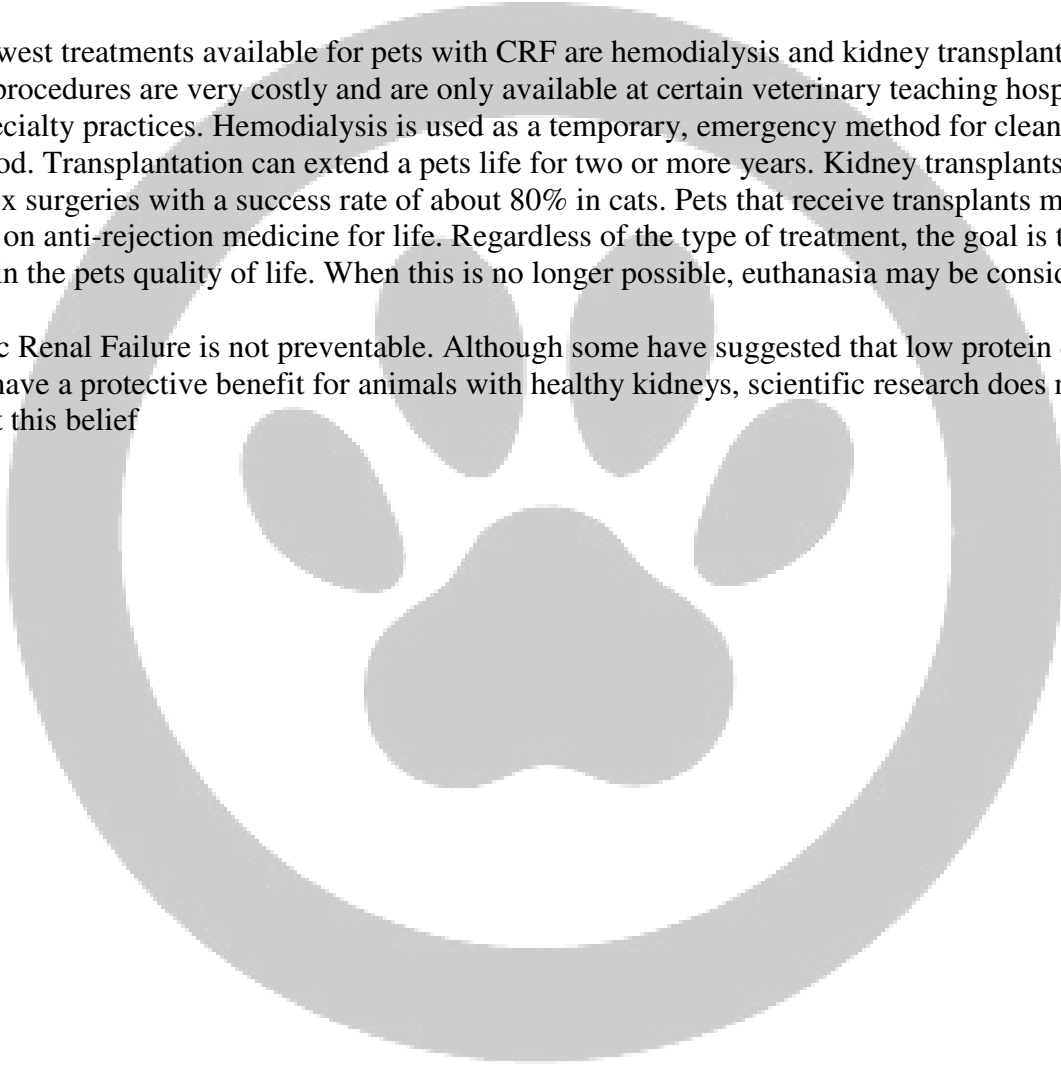 west treatments available for pets with CRF are hemodialysis and kidney transplant
procedures are very costly and are only available at certain veterinary teaching hosp
ecialty practices. Hemodialysis is used as a temporary, emergency method for clean
od. Transplantation can extend a pets life for two or more years. Kidney transplants
x surgeries with a success rate of about 80% in cats. Pets that receive transplants m
on anti-rejection medicine for life. Regardless of the type of treatment, the goal is t
in the pets quality of life. When this is no longer possible, euthanasia may be consid
c Renal Failure is not preventable. Although some have suggested that low protein
have a protective benefit for animals with healthy kidneys, scientific research does n
t this belief